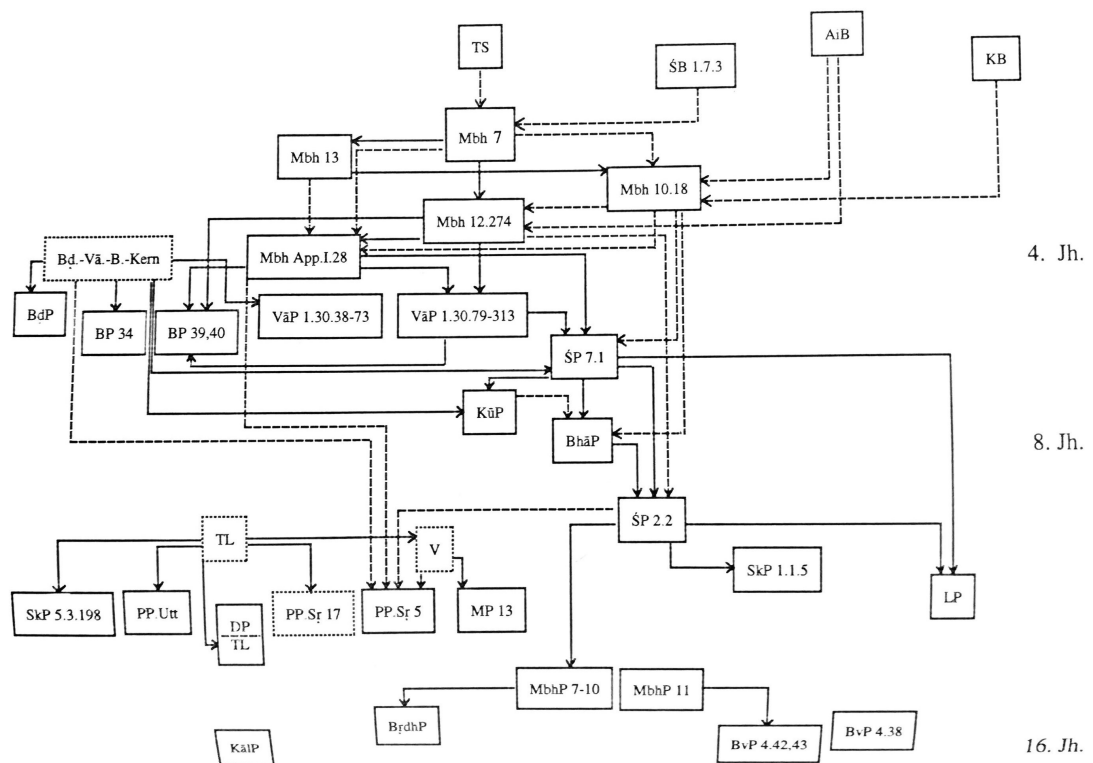 TS
ŚB 1.7.3
AiB
KB
Mbh 7
Mbh 13
Mbh 10.18
Mbh 12.274
Mbh App.I.28
4. Jh.
Bḍ.-Vā.-B.-Kern
BḍP
BP 34
BP 39,40
VāP 1.30.38-73
VāP 1.30.79-313
ŚP 7.1
KūP
BhāP
8. Jh.
ŚP 2.2
TL
V
SkP 1.1.5
LP
SkP 5.3.198
PP.Utt
DP
TL
PP.Sṛ 17
PP.Sṛ 5
MP 13
MbhP 7-10
MbhP 11
BṛdhP
BvP 4.42,43
BvP 4.38
KālP
16. Jh.